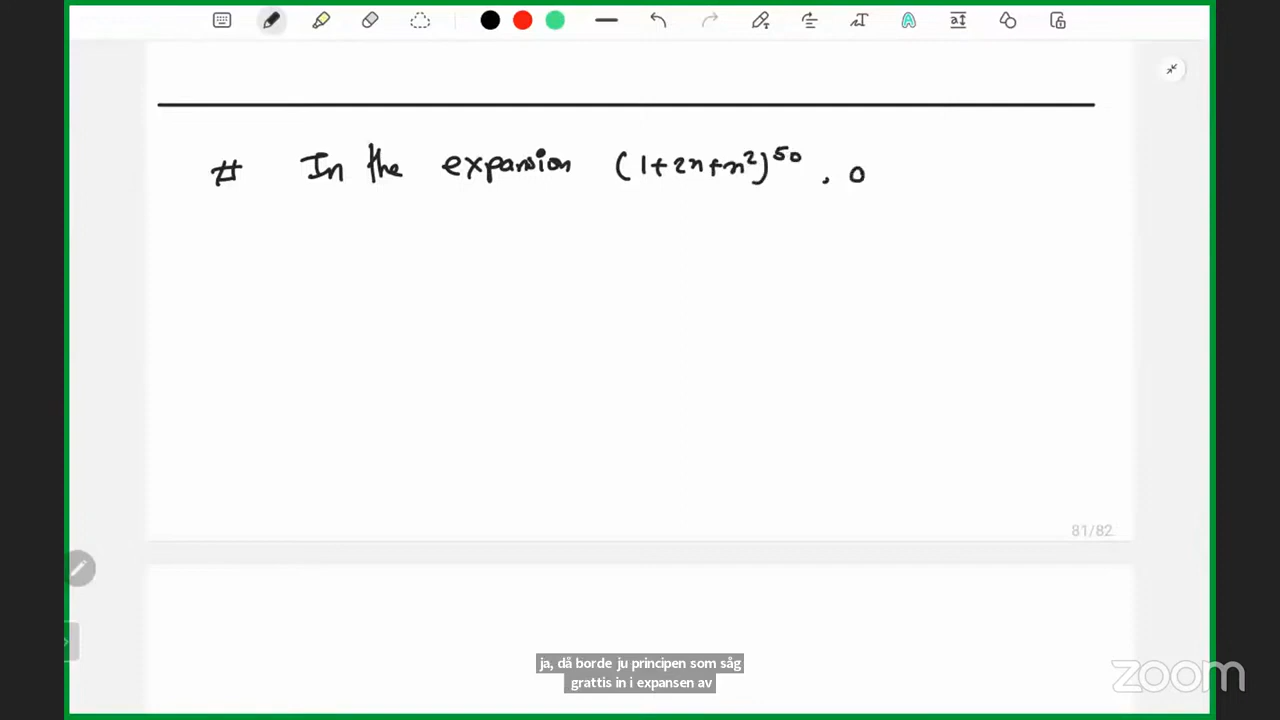 # In the expansion (1+2x+x²)⁵⁰, o
81/82
ja, då borde ju principen som såg
grattis in i expansen av
zoom